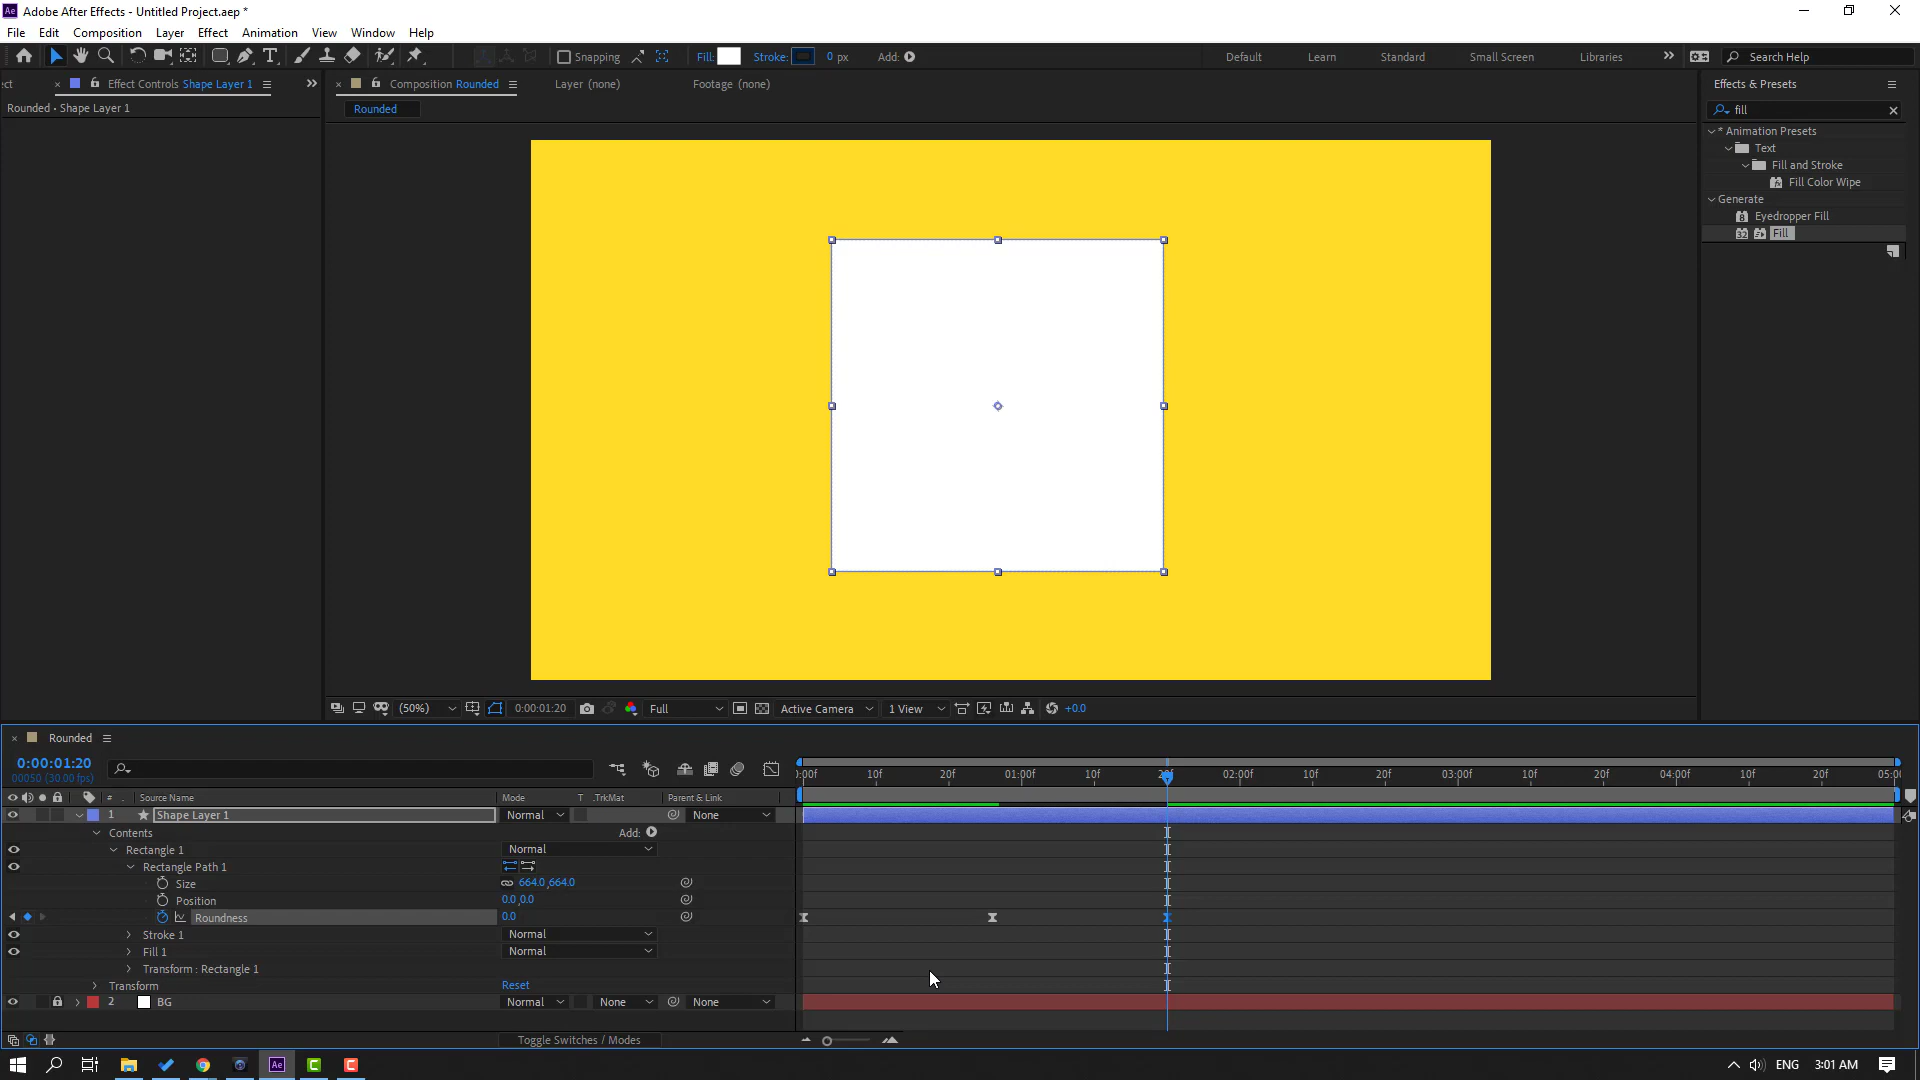 Adobe After Effects - Untitled Project.aep *
File Edit Composition Layer Effect Animation View Window Help
Snapping Fill: Stroke: 0 px Add: Default Learn Standard Small Screen Libraries Search Help
ect Effect Controls Shape Layer 1 Composition Rounded Layer (none) Footage (none) Effects & Presets
Rounded • Shape Layer 1
Rounded
fill
* Animation Presets
Text
Fill and Stroke
Fill Color Wipe
Generate
Eyedropper Fill
Fill
(50%) 0:00:01:20 Full Active Camera 1 View +0.0
Rounded
0:00:01:20
00050 (30.00 fps)
:00f 10f 20f 01:00f 10f 20f 02:00f 10f 20f 03:00f 10f 20f 04:00f 10f 20f 05:00
# . Source Name Mode T .TrkMat Parent & Link
1 Shape Layer 1 Normal None
Contents Add:
Rectangle 1 Normal
Rectangle Path 1
Size 664.0,664.0
Position 0.0,0.0
Roundness 0.0
Stroke 1 Normal
Fill 1 Normal
Transform : Rectangle 1
Transform Reset
2 BG Normal None None
Toggle Switches / Modes
Ae ENG 3:01 AM